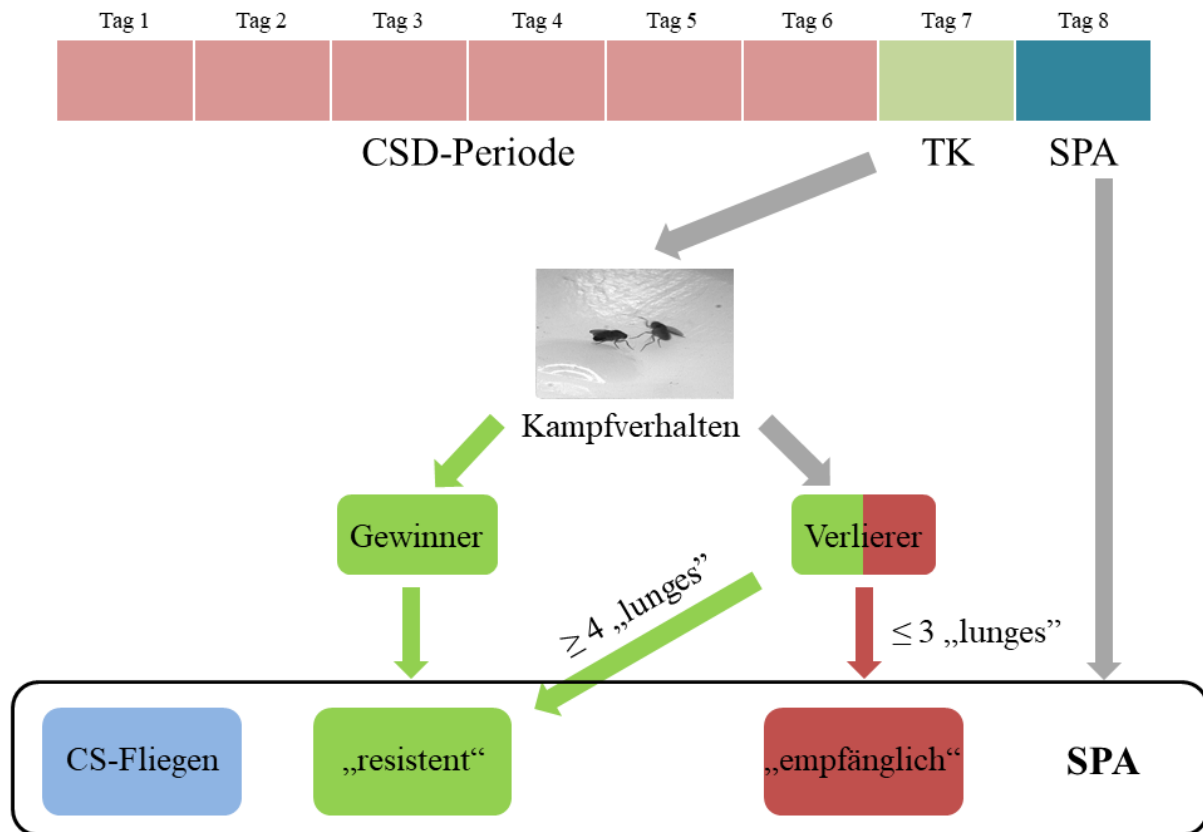 Tag 1 Tag 2 Tag 3 Tag 4 Tag 5 Tag 6 Tag 7 Tag 8
CSD-Periode TK SPA
Kampfverhalten
Gewinner Verlierer
≥ 4 „lunges”
≤ 3 „lunges”
CS-Fliegen „resistent“ „empfänglich“ SPA